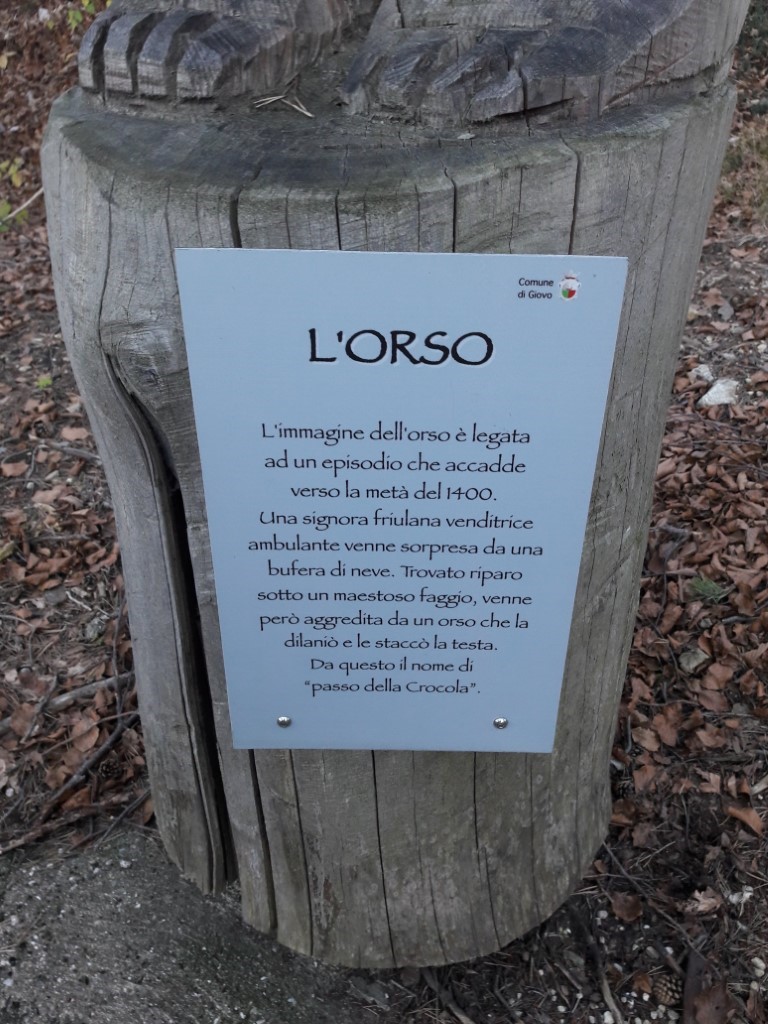 Comune
di Giovo
L'ORSO
L'immagine dell'orso è legata
ad un episodio che accadde
verso la metà del 1400.
Una signora friulana venditrice
ambulante venne sorpresa da una
bufera di neve. Trovato riparo
sotto un maestoso faggio, venne
però aggredita da un orso che la
dilaniò e le staccò la testa.
Da questo il nome di
"passo della Crocola".